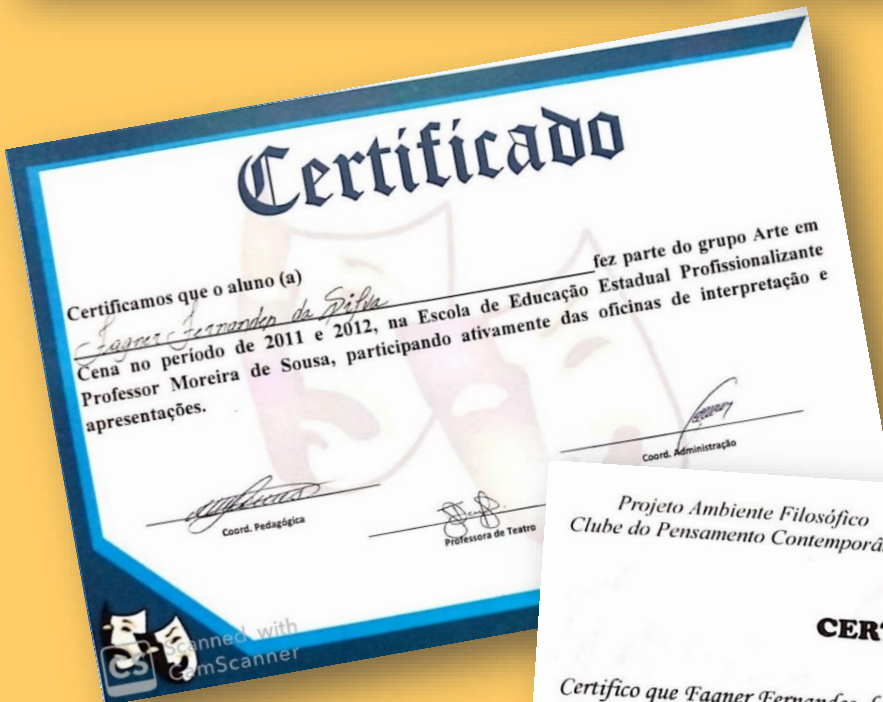 Certificado
Certificamos que o aluno (a)
Fagner Fernandes da Silva fez parte do grupo Arte em
Cena no período de 2011 e 2012, na Escola de Educação Estadual Profissionalizante
Professor Moreira de Sousa, participando ativamente das oficinas de interpretação e
apresentações.
Coord. Administração
Coord. Pedagógica
Professora de Teatro
CS Scanned with
CamScanner
Projeto Ambiente Filosófico
Clube do Pensamento Contemporâ
CER
Certifico que Fagner Fernandes